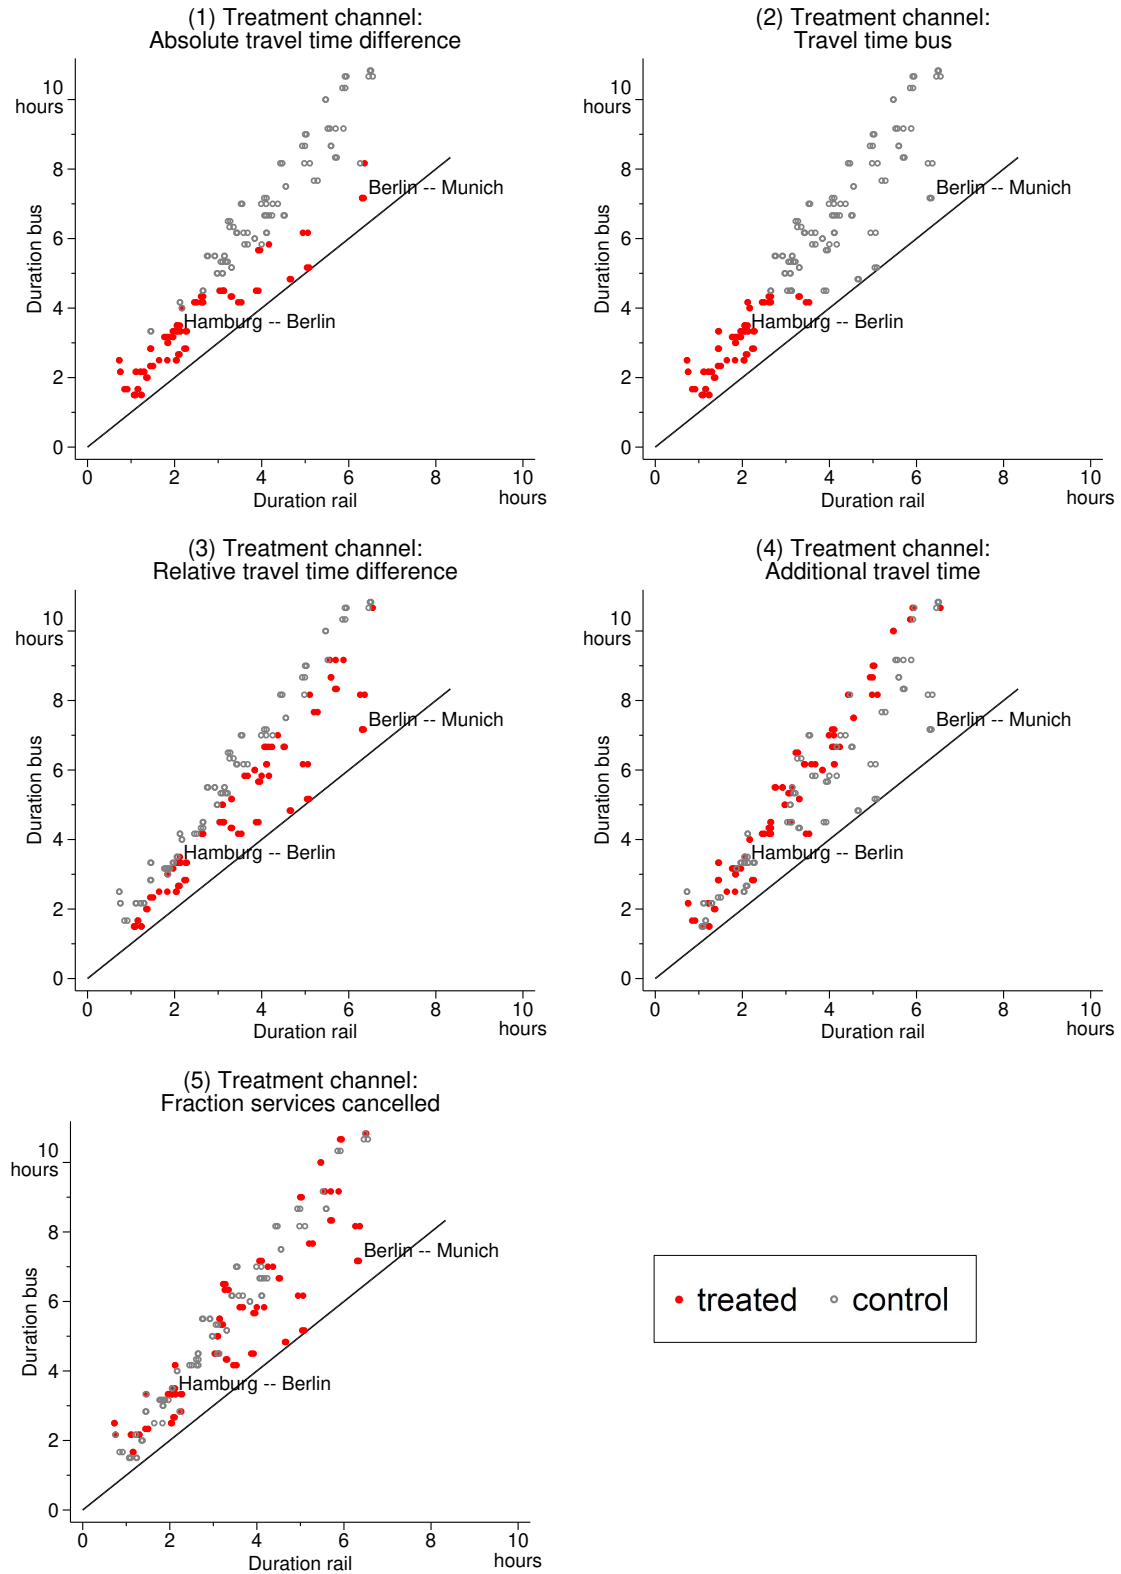 (1) Treatment channel:
Absolute travel time difference
10
hours
8
6
4
2
0
Duration bus
Berlin -- Munich
Hamburg -- Berlin
0 2 4 6 8 10
hours
Duration rail
(2) Treatment channel:
Travel time bus
10
hours
8
6
4
2
0
Duration bus
Berlin -- Munich
Hamburg -- Berlin
0 2 4 6 8 10
hours
Duration rail
(3) Treatment channel:
Relative travel time difference
10
hours
8
6
4
2
0
Duration bus
Berlin -- Munich
Hamburg -- Berlin
0 2 4 6 8 10
hours
Duration rail
(4) Treatment channel:
Additional travel time
10
hours
8
6
4
2
0
Duration bus
Berlin -- Munich
Hamburg -- Berlin
0 2 4 6 8 10
hours
Duration rail
(5) Treatment channel:
Fraction services cancelled
10
hours
8
6
4
2
0
Duration bus
Berlin -- Munich
Hamburg -- Berlin
0 2 4 6 8 10
hours
Duration rail
treated control